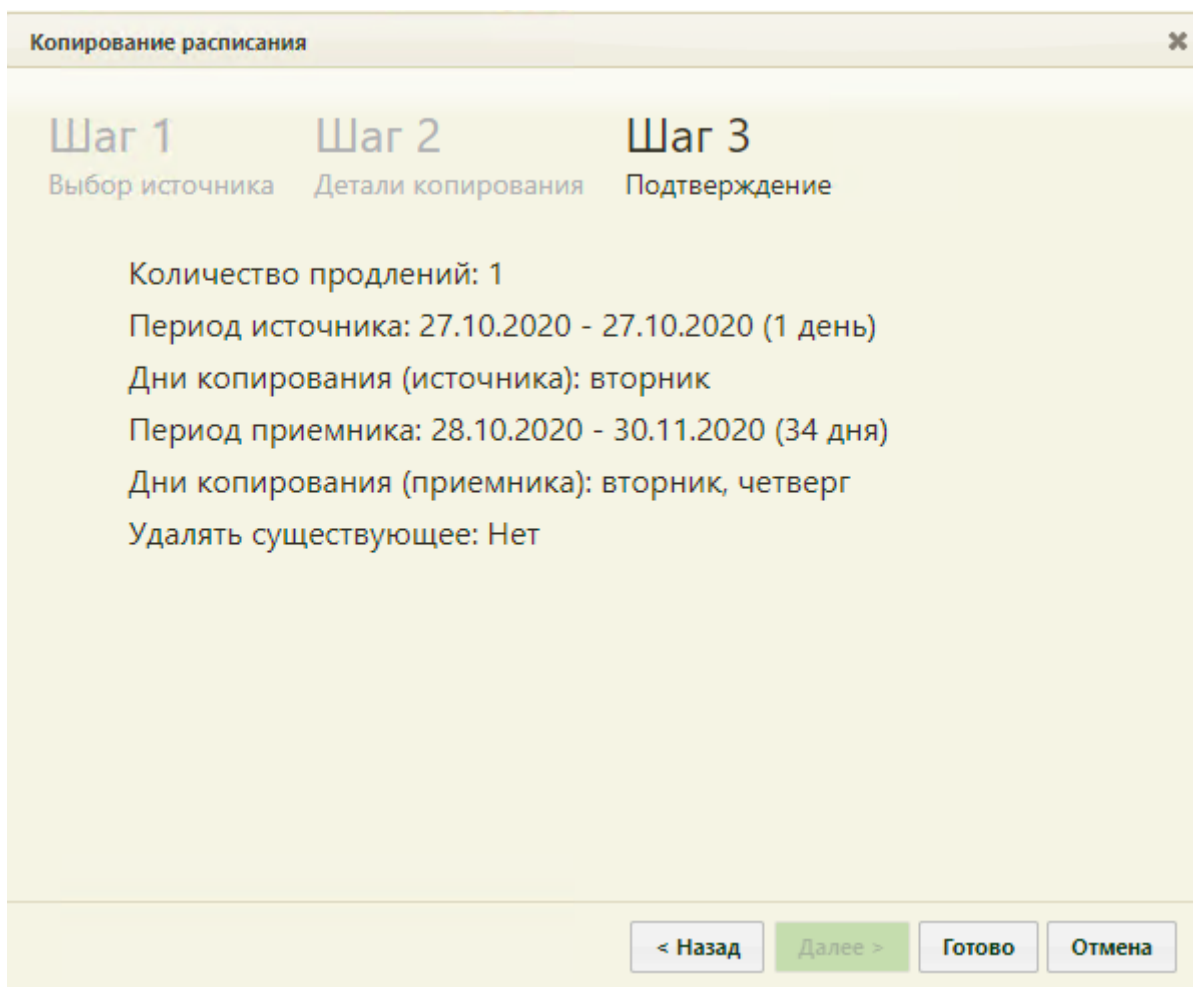 Копирование расписания
Шаг 1 Шаг 2 Шаг 3
Выбор источника Детали копирования Подтверждение
Количество продлений: 1
Период источника: 27.10.2020 - 27.10.2020 (1 день)
Дни копирования (источника): вторник
Период приемника: 28.10.2020 - 30.11.2020 (34 дня)
Дни копирования (приемника): вторник, четверг
Удалять существующее: Нет
< Назад Далее > Готово Отмена